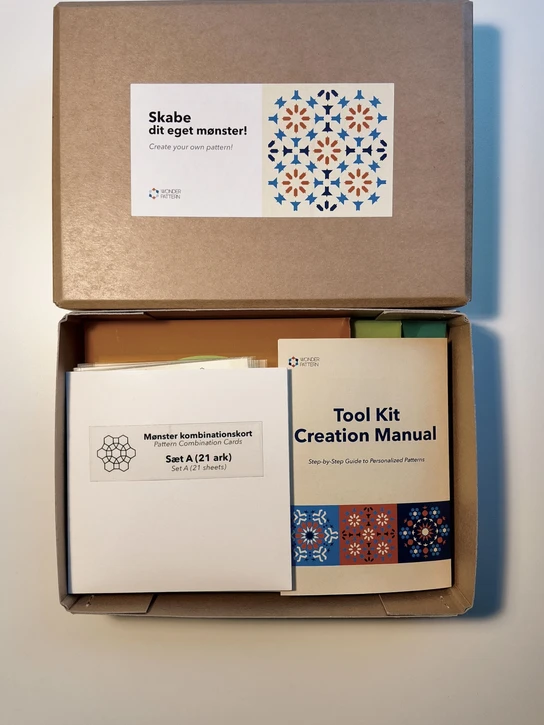 Skabe
dit eget mønster!
Create your own pattern!
WONDER
PATTERN
WONDER
PATTERN
Tool Kit
Creation Manual
Step-by-Step Guide to Personalized Patterns
Mønster kombinationskort
Pattern Combination Cards
Sæt A (21 ark)
Set A (21 sheets)